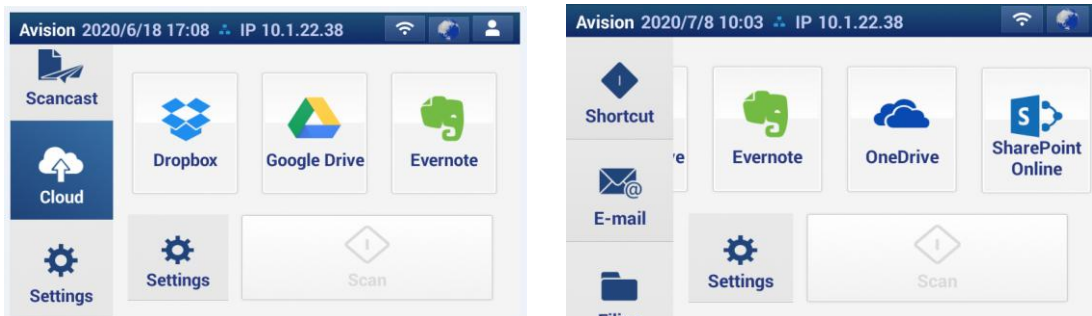 Avision 2020/6/18 17:08 IP 10.1.22.38
Scancast
Cloud
Settings
Dropbox
Google Drive
Evernote
Settings
Scan
Avision 2020/7/8 10:03 IP 10.1.22.38
Shortcut
E-mail
e
Evernote
OneDrive
S
SharePoint
Online
Settings
Scan